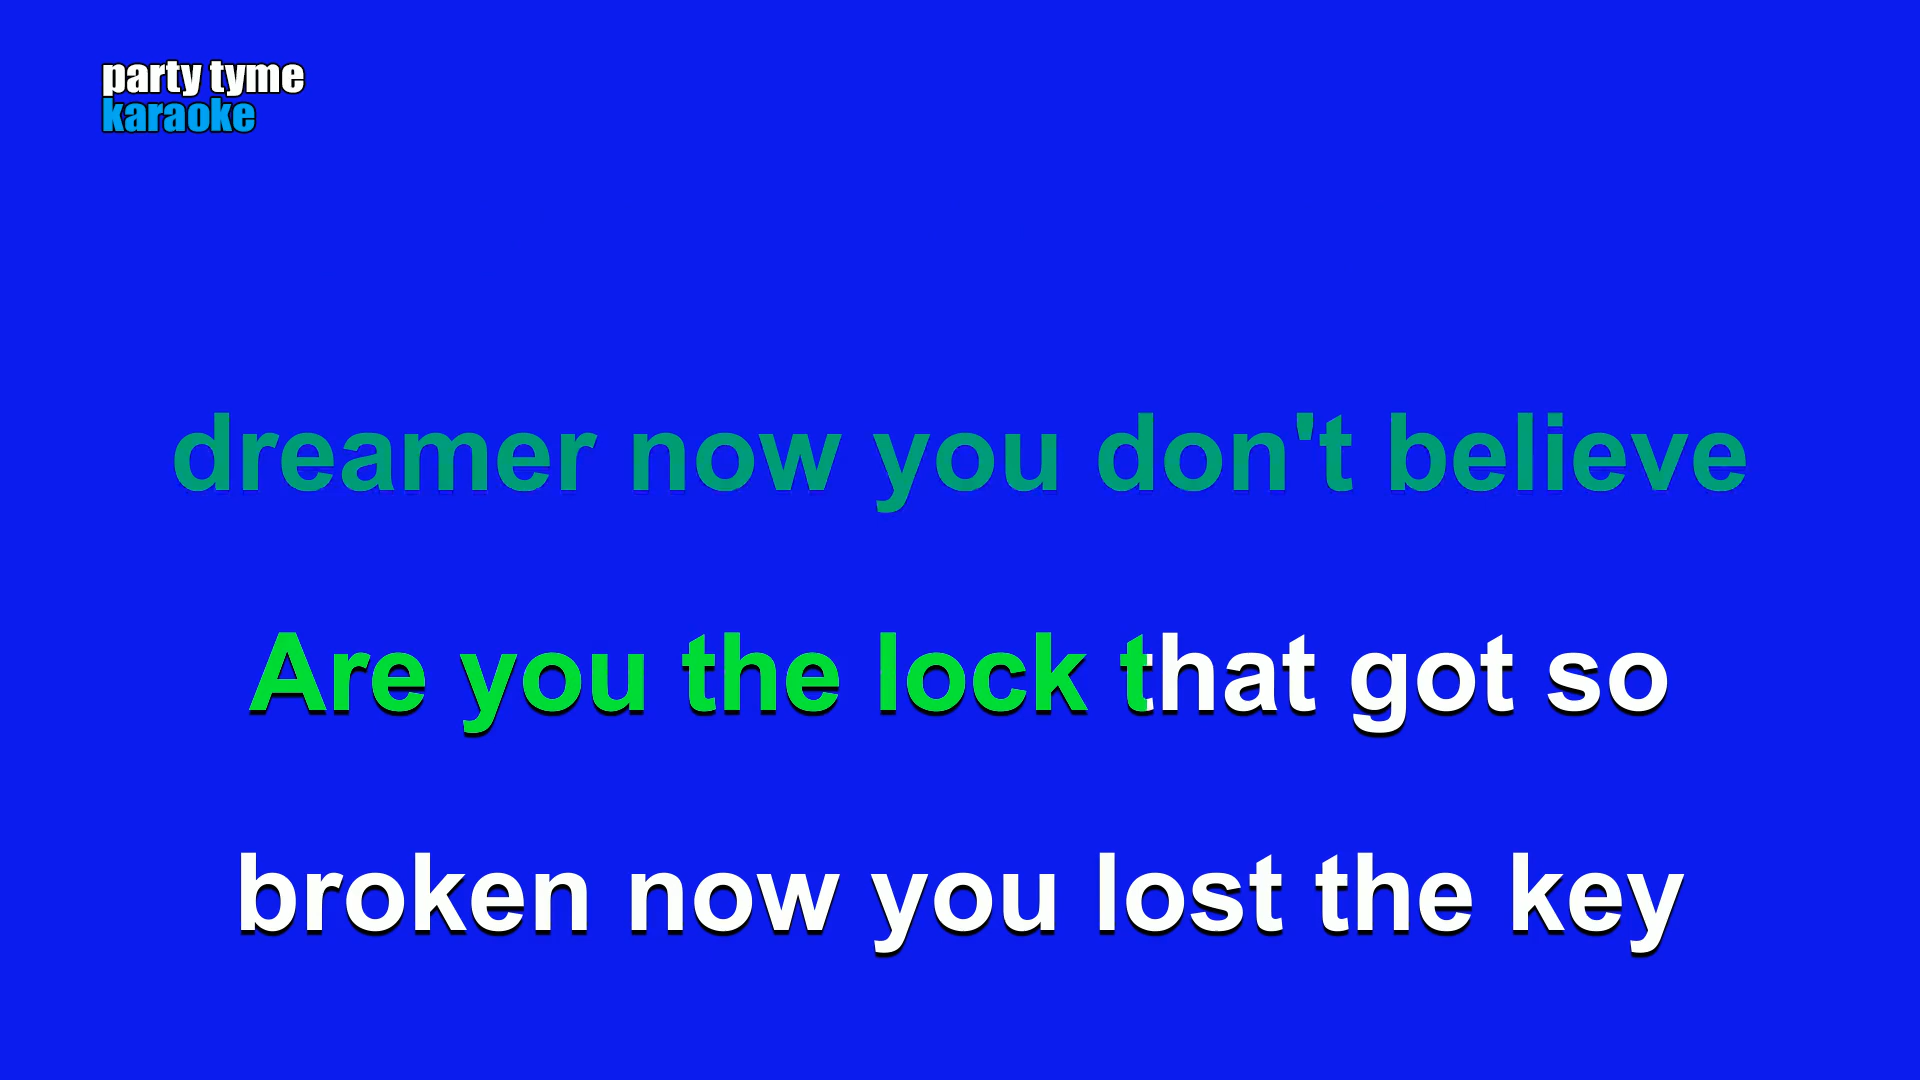 party tyme
karaoke
dreamer now you don't believe
Are you the lock that got so
broken now you lost the key